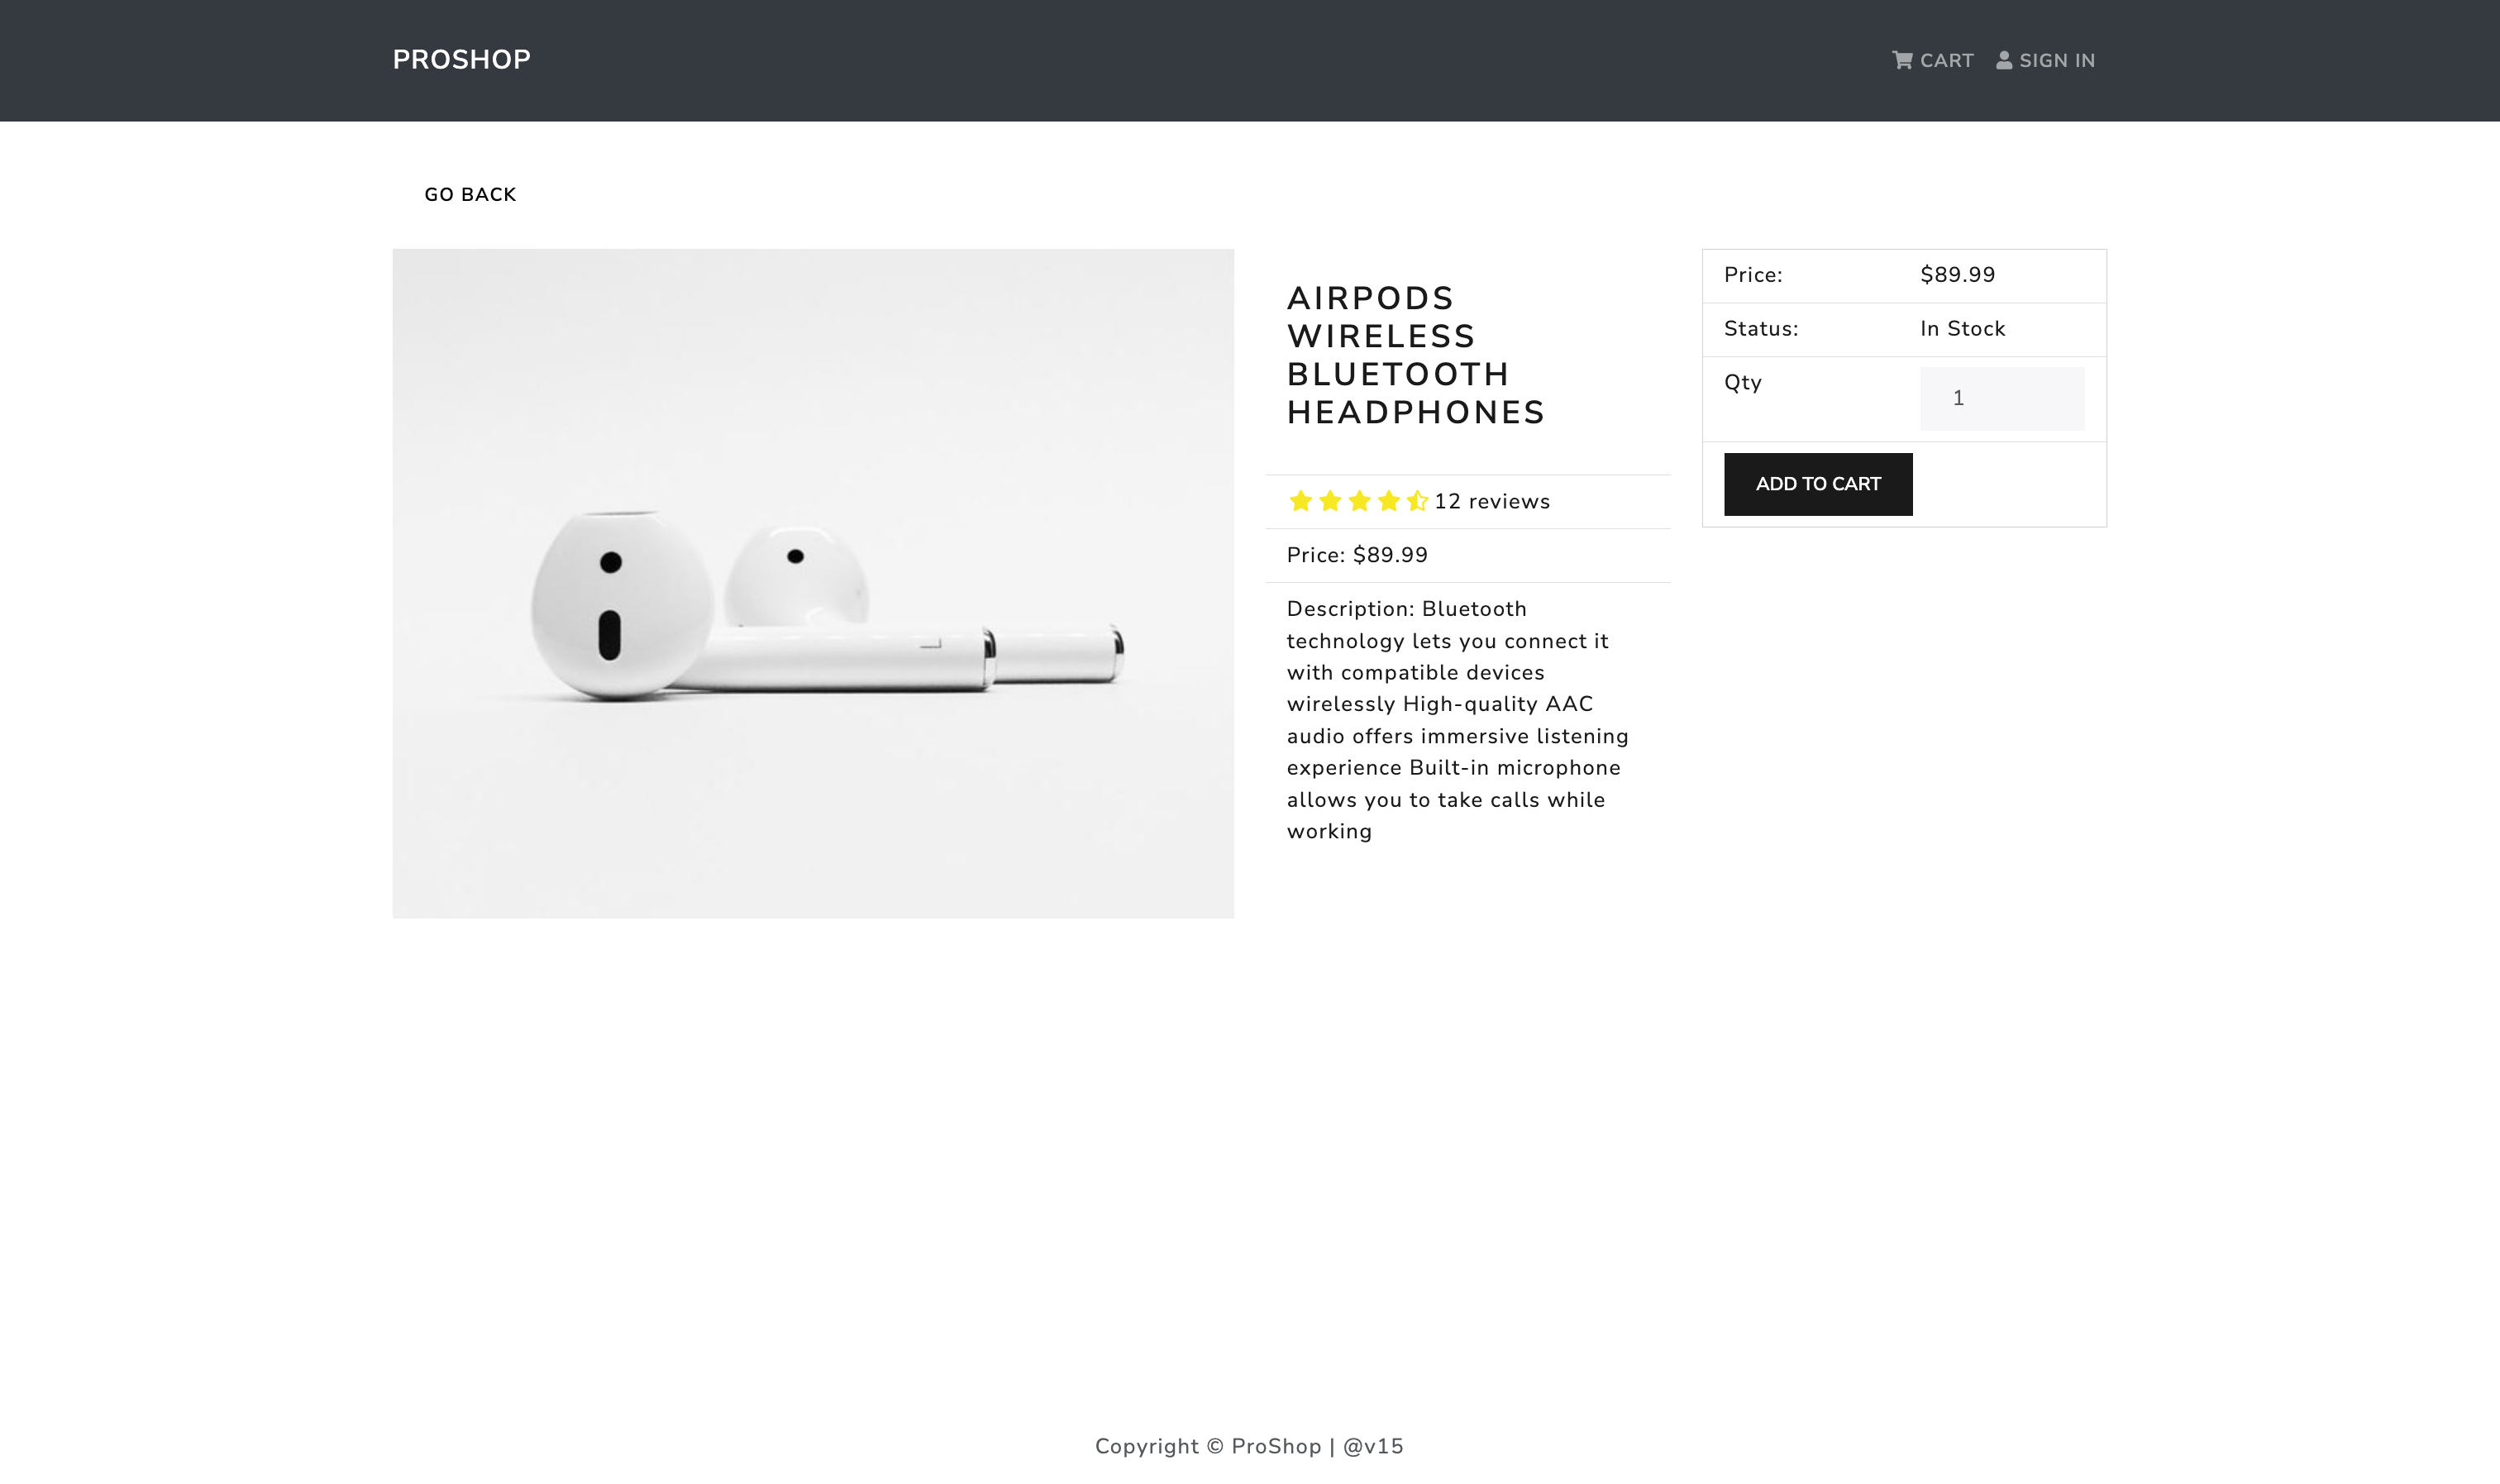 PROSHOP
CART
SIGN IN
GO BACK
AIRPODS
WIRELESS
BLUETOOTH
HEADPHONES
12 reviews
Price: $89.99
Description: Bluetooth
technology lets you connect it
with compatible devices
wirelessly High-quality AAC
audio offers immersive listening
experience Built-in microphone
allows you to take calls while
working
Price: $89.99
Status: In Stock
Qty 1
ADD TO CART
Copyright © ProShop | @v15